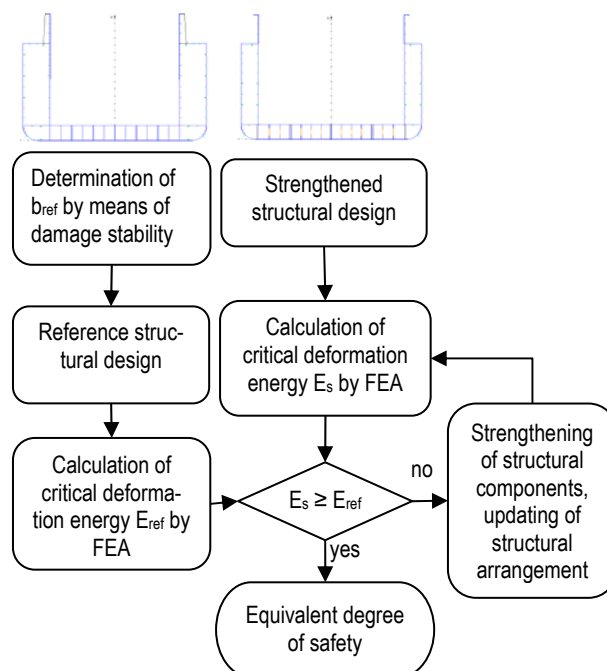 Determination of
bref by means of
damage stability
Reference struc-
tural design
Calculation of
critical deforma-
tion energy Eref by
FEA
Strengthened
structural design
Calculation of
critical deformation
energy Es by FEA
Es ≥ Eref
no
yes
Strengthening
of structural
components,
updating of
structural
arrangement
Equivalent degree
of safety